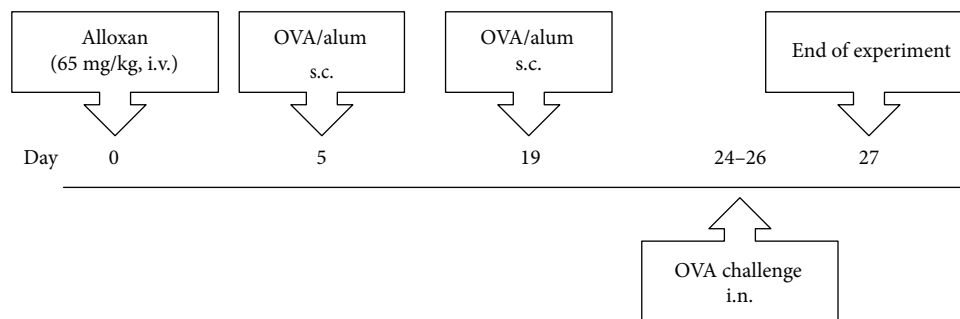 Alloxan
(65 mg/kg, i.v.)
OVA/alum
s.c.
OVA/alum
s.c.
End of experiment
Day 0 5 19 24–26 27
OVA challenge
i.n.